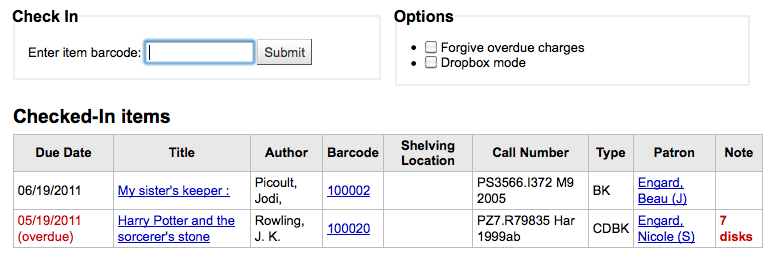 Check In
Enter item barcode: Submit
Options
Forgive overdue charges
Dropbox mode
Checked-In items
Due Date Title Author Barcode Shelving Location Call Number Type Patron Note
06/19/2011 My sister's keeper : Picoult, Jodi, 100002 PS3566.I372 M9 2005 BK Engard, Beau (J)
05/19/2011 (overdue) Harry Potter and the sorcerer's stone Rowling, J. K. 100020 PZ7.R79835 Har 1999ab CDBK Engard, Nicole (S) 7 disks